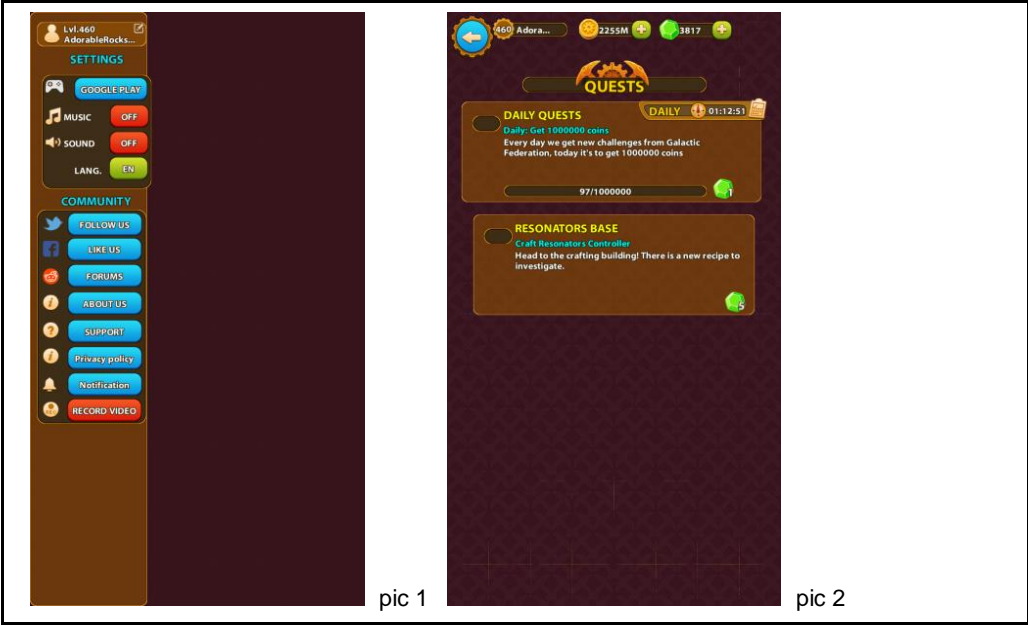 Lvl.460
AdorableRocks...
SETTINGS
GOOGLE PLAY
MUSIC OFF
SOUND OFF
LANG. EN
COMMUNITY
FOLLOW US
LIKE US
FORUMS
ABOUT US
SUPPORT
Privacy policy
Notification
RECORD VIDEO
pic 1
460 Adora... 2255M 3817
QUESTS
DAILY 01:12:51
DAILY QUESTS
Daily: Get 1000000 coins
Every day we get new challenges from Galactic
Federation, today it's to get 1000000 coins
97/1000000 1
RESONATORS BASE
Craft Resonators Controller
Head to the crafting building! There is a new recipe to
investigate.
5
pic 2